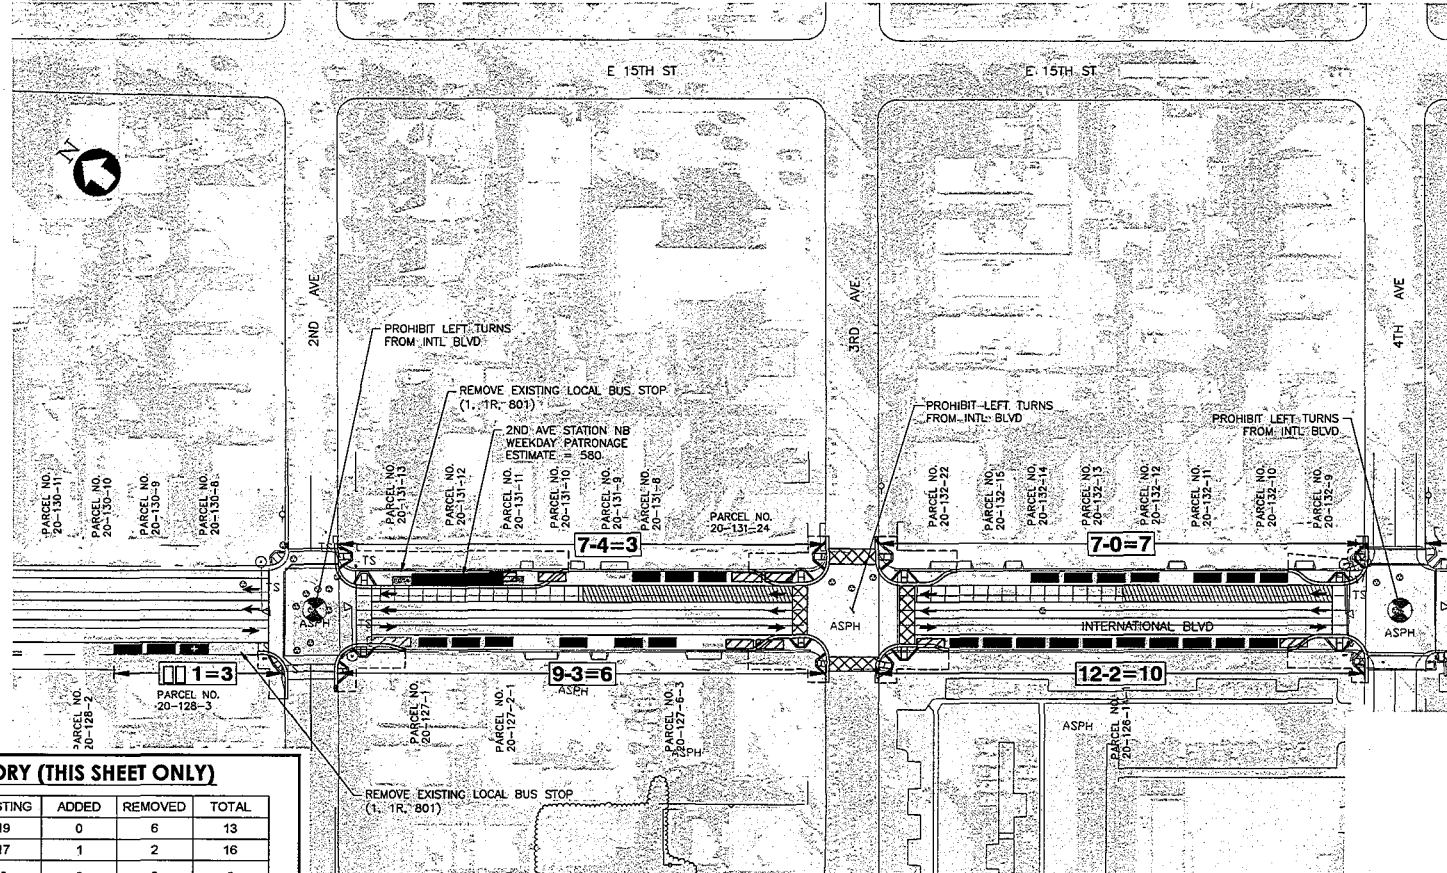 E 15TH ST
E 15TH ST
N
2ND AVE
3RD AVE
4TH AVE
PROHIBIT LEFT TURNS
FROM INTL BLVD
REMOVE EXISTING LOCAL BUS STOP
(1, 1R, 801)
2ND AVE STATION NB
WEEKDAY PATRONAGE
ESTIMATE = 580
PROHIBIT LEFT TURNS
FROM INTL BLVD
PROHIBIT LEFT TURNS
FROM INTL BLVD
PARCEL NO.
20-130-11
PARCEL NO.
20-130-10
PARCEL NO.
20-130-9
PARCEL NO.
20-130-8
PARCEL NO.
20-131-13
PARCEL NO.
20-131-12
PARCEL NO.
20-131-11
PARCEL NO.
20-131-10
PARCEL NO.
20-131-9
PARCEL NO.
20-131-8
PARCEL NO.
20-131-24
PARCEL NO.
20-132-22
PARCEL NO.
20-132-15
PARCEL NO.
20-132-14
PARCEL NO.
20-132-13
PARCEL NO.
20-132-12
PARCEL NO.
20-132-11
PARCEL NO.
20-132-10
PARCEL NO.
20-132-9
7-4=3
7-0=7
TS
TS
TS
TS
TS
ASPH
ASPH
INTERNATIONAL BLVD
ASPH
1=3
9-3=6
12-2=10
ASPH
PARCEL NO.
20-128-3
PARCEL NO.
20-128-2
PARCEL NO.
20-127-1
PARCEL NO.
20-127-2-1
PARCEL NO.
20-127-6-3
ASPH
ASPH
PARCEL NO.
REMOVE EXISTING LOCAL BUS STOP
(1, 1R, 801)
ORY (THIS SHEET ONLY)
STING ADDED REMOVED TOTAL
19 0 6 13
17 1 2 16